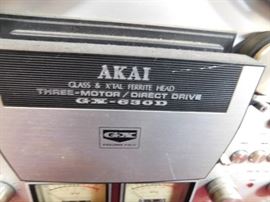 AKAI
GLASS & X'TAL FERRITE HEAD
THREE-MOTOR/DIRECT DRIVE
GX-630D
GX